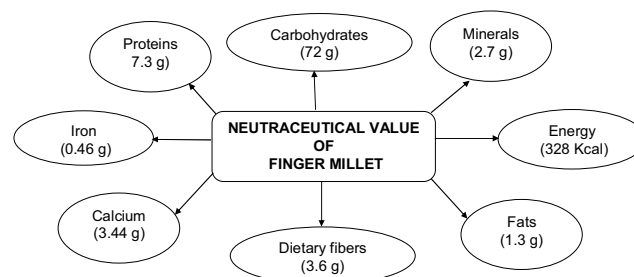 Proteins
7.3 g)
Carbohydrates
(72 g)
Minerals
(2.7 g)
Iron
(0.46 g)
NEUTRACEUTICAL VALUE
OF
FINGER MILLET
Energy
(328 Kcal)
Calcium
(3.44 g)
Dietary fibers
(3.6 g)
Fats
(1.3 g)